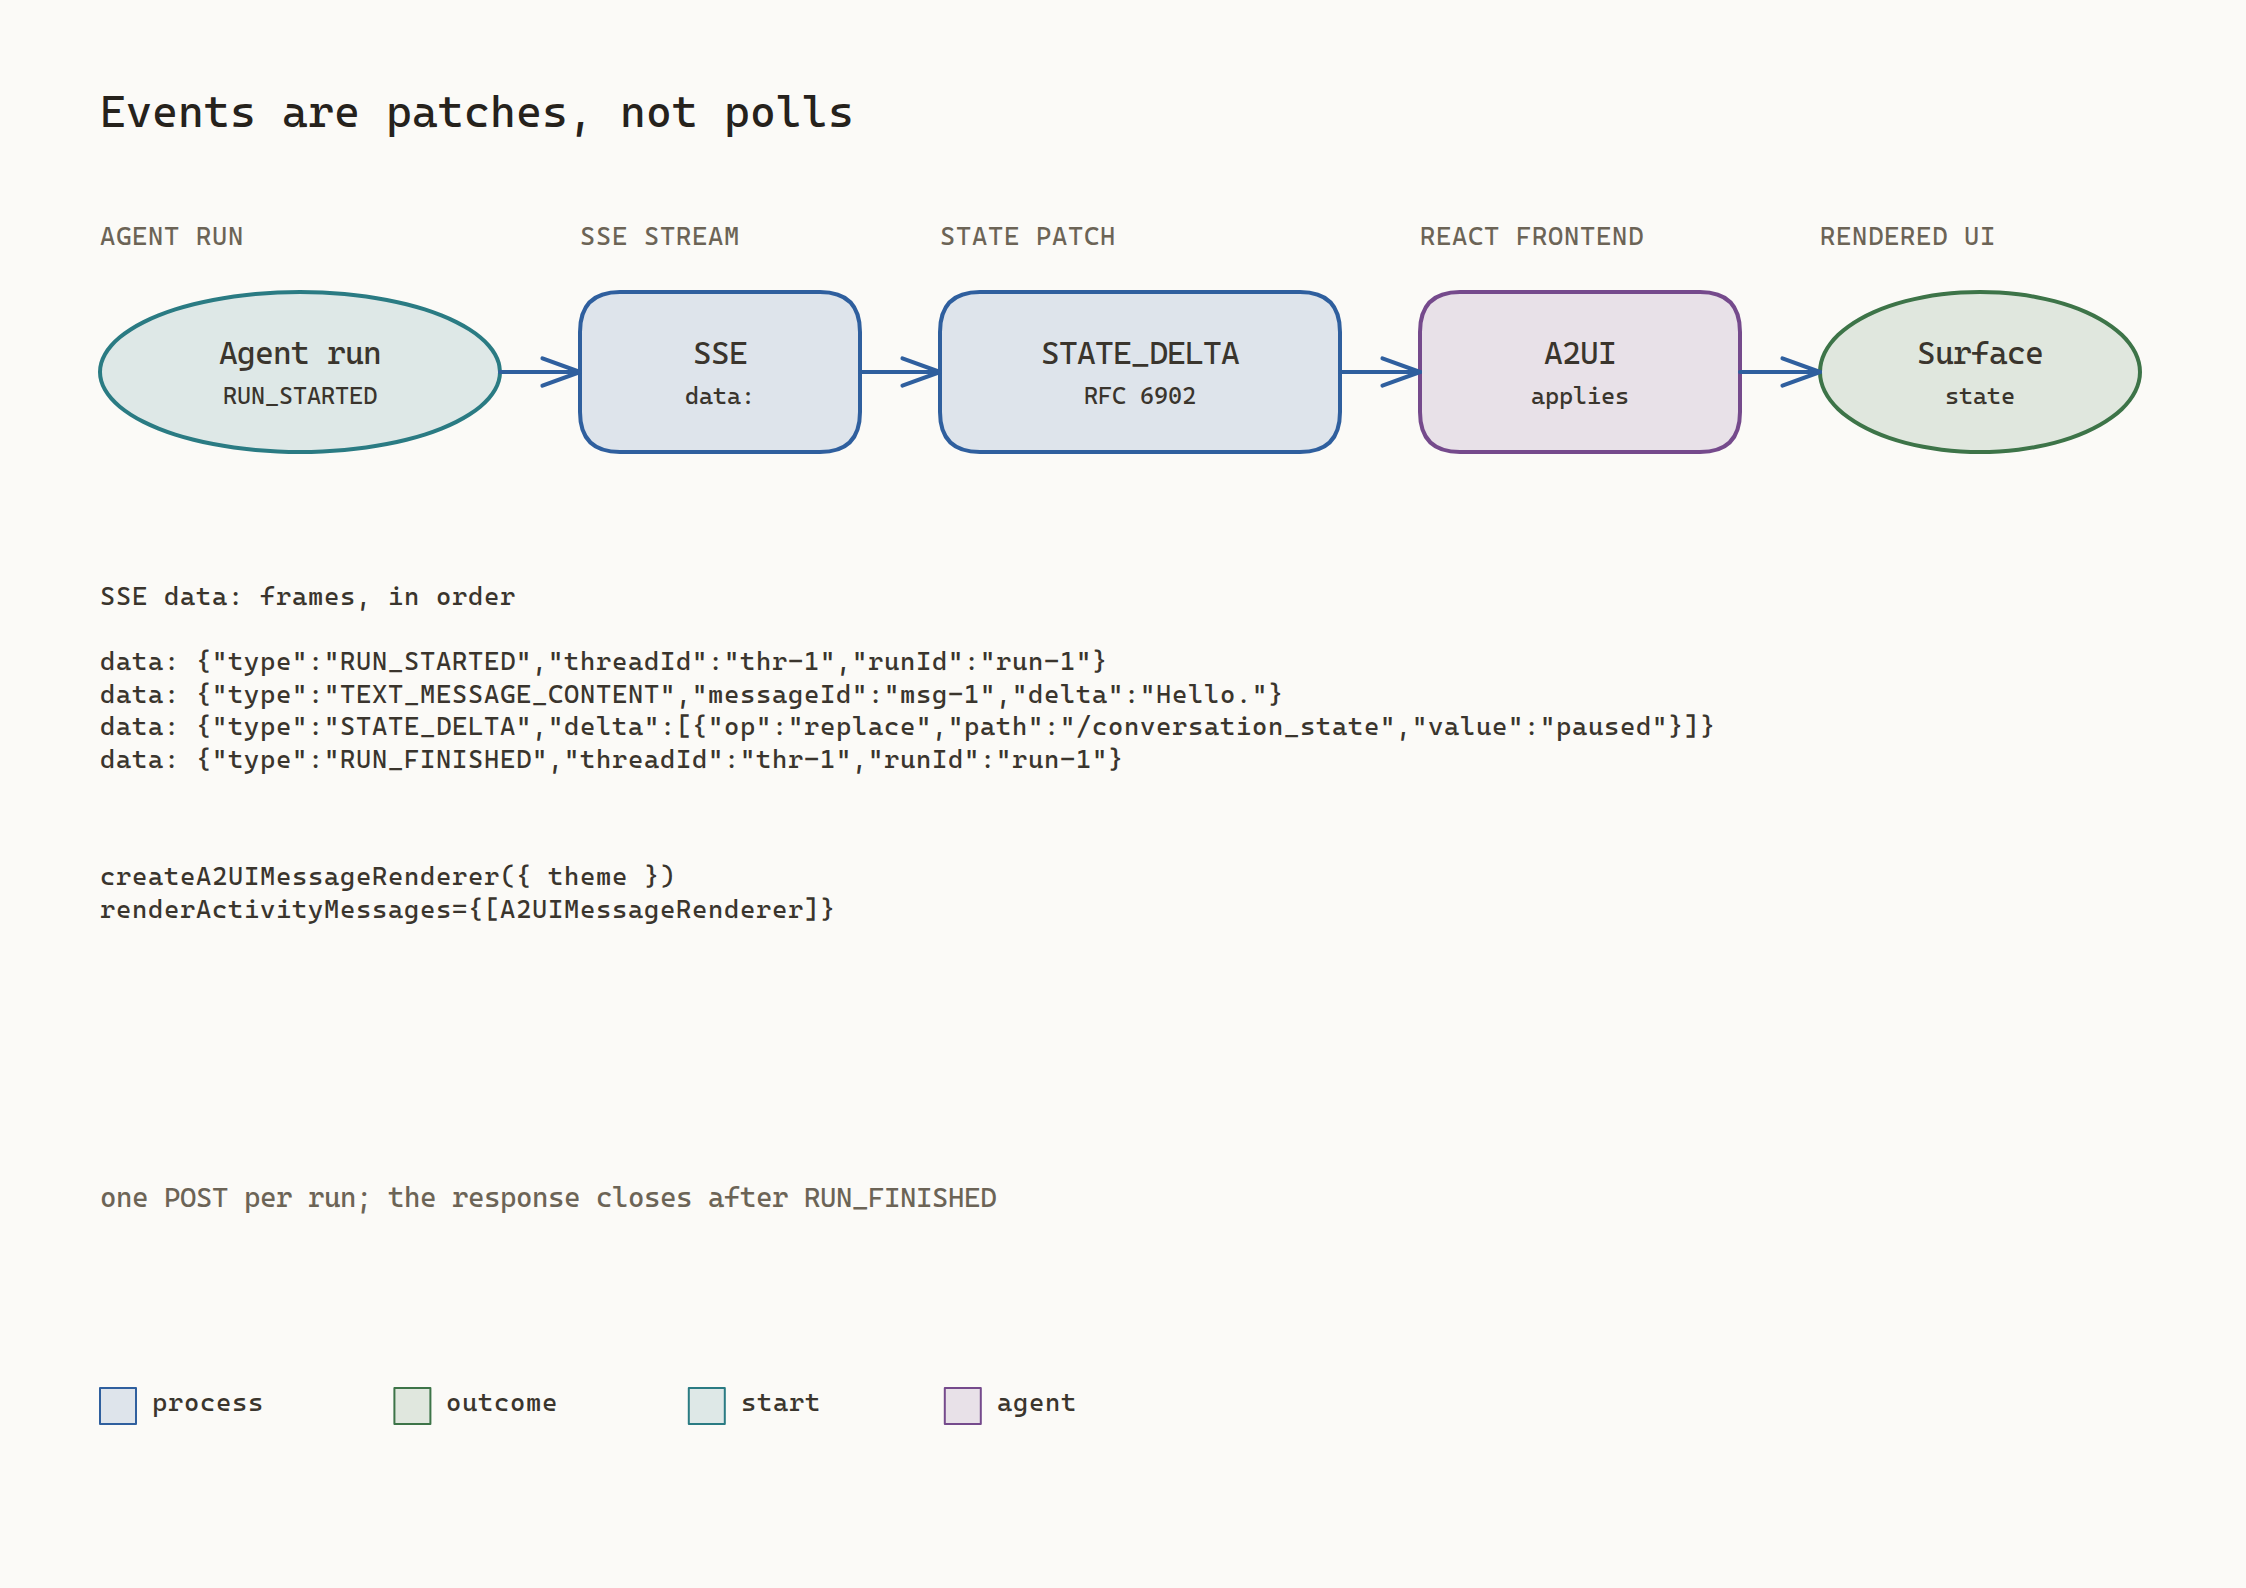 Events are patches, not polls
AGENT RUN
SSE STREAM
STATE PATCH
REACT FRONTEND
RENDERED UI
Agent run
RUN_STARTED
SSE
data:
STATE_DELTA
RFC 6902
A2UI
applies
Surface
state
SSE data: frames, in order
data: {"type":"RUN_STARTED","threadId":"thr-1","runId":"run-1"}
data: {"type":"TEXT_MESSAGE_CONTENT","messageId":"msg-1","delta":"Hello."}
data: {"type":"STATE_DELTA","delta":[{"op":"replace","path":"/conversation_state","value":"paused"}]}
data: {"type":"RUN_FINISHED","threadId":"thr-1","runId":"run-1"}
createA2UIMessageRenderer({ theme })
renderActivityMessages={[A2UIMessageRenderer]}
one POST per run; the response closes after RUN_FINISHED
process
outcome
start
agent